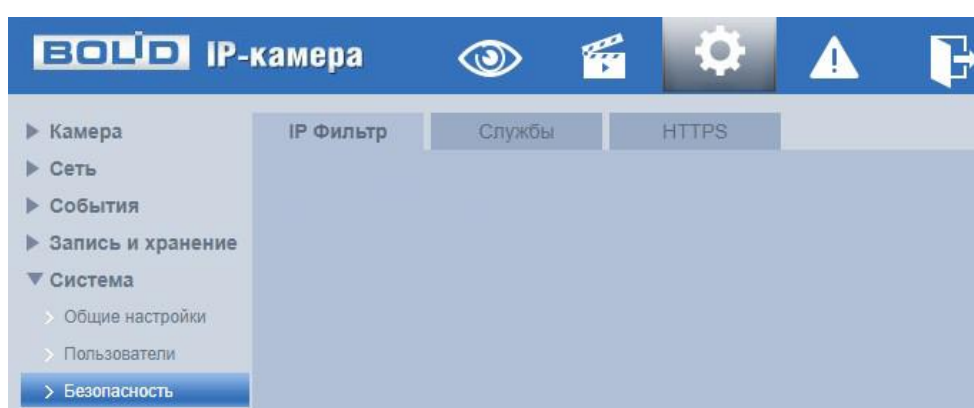 BOLID IP-камера
Камера
IP Фильтр Службы HTTPS
Сеть
События
Запись и хранение
Система
Общие настройки
Пользователи
Безопасность